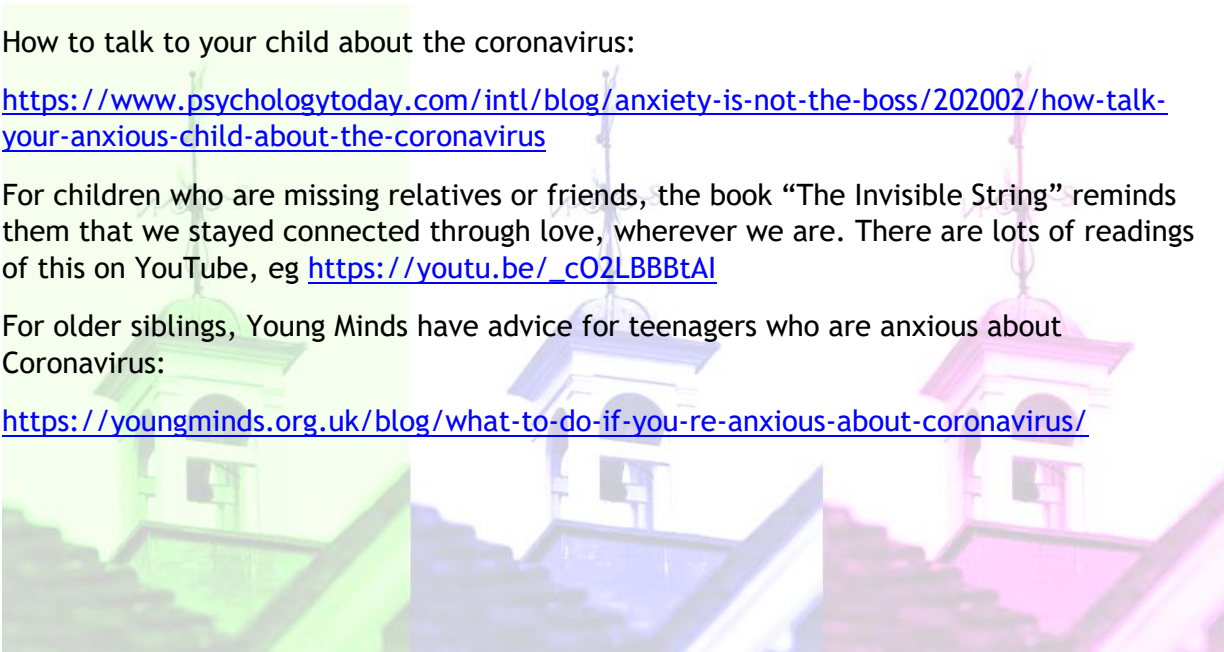 How to talk to your child about the coronavirus:
https://www.psychologytoday.com/intl/blog/anxiety-is-not-the-boss/202002/how-talk-
your-anxious-child-about-the-coronavirus
For children who are missing relatives or friends, the book “The Invisible String” reminds
them that we stayed connected through love, wherever we are. There are lots of readings
of this on YouTube, eg https://youtu.be/_cO2LBBBtAI
For older siblings, Young Minds have advice for teenagers who are anxious about
Coronavirus:
https://youngminds.org.uk/blog/what-to-do-if-you-re-anxious-about-coronavirus/